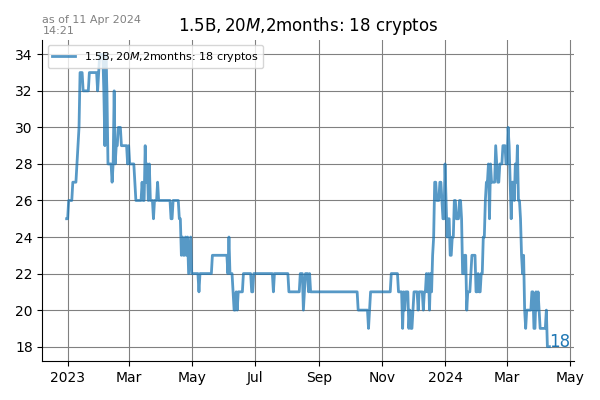 as of 11 Apr 2024
14:21
1.5B, 20M,2months: 18 cryptos
1.5B, 20M,2months: 18 cryptos
34
32
30
28
26
24
22
20
18
18
2023 Mar May Jul Sep Nov 2024 Mar May